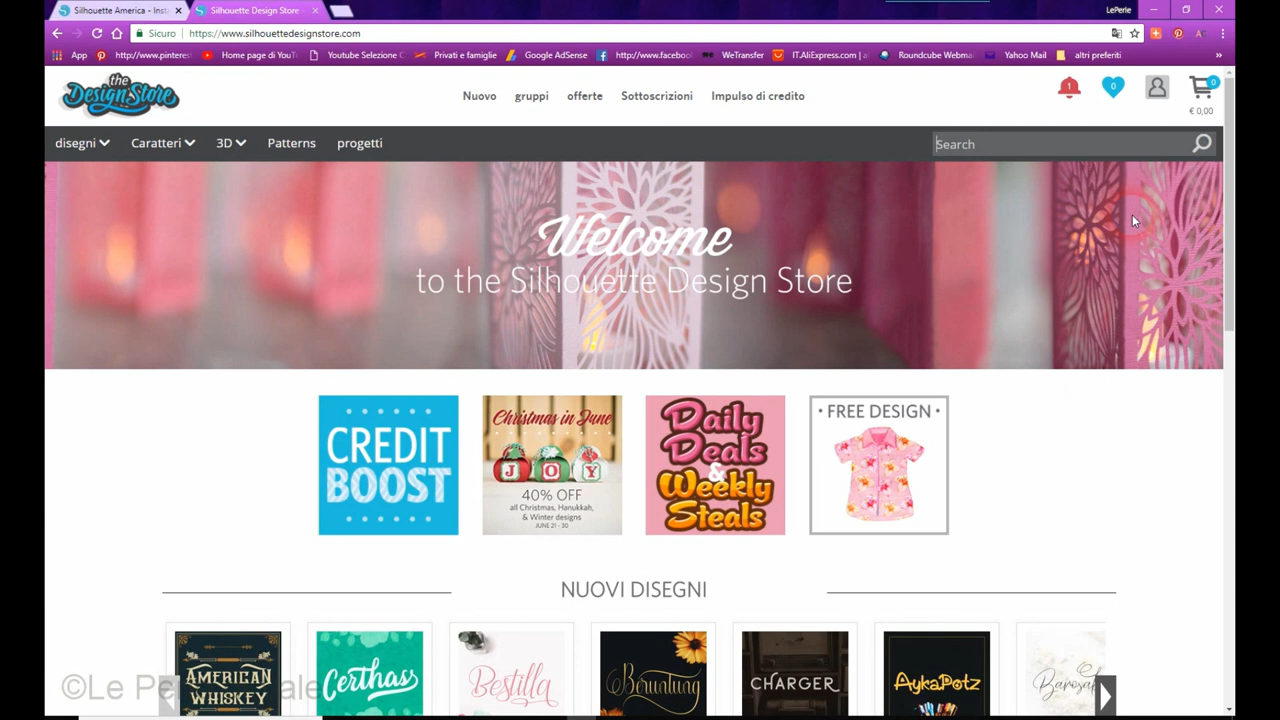 Silhouette America - Inst
Silhouette Design Store -
LePerle
Sicuro
https://www.silhouettedesignstore.com
App
http://www.pinteres
Home page di YouT
Youtube Selezione C
Privati e famiglie
Google AdSense
http://www.faceboo
WeTransfer
IT.AliExpress.com | a
Roundcube Webma
Yahoo Mail
altri preferiti
»
the
Design Store
Nuovo
gruppi
offerte
Sottoscrizioni
Impulso di credito
1
0
0
€ 0,00
disegni
Caratteri
3D
Patterns
progetti
Search
Welcome
to the Silhouette Design Store
CREDIT
BOOST
Christmas in June
JOY
40% OFF
all Christmas, Hanukkah,
& Winter designs
JUNE 21 - 30
Daily
Deals
&
Weekly
Steals
• FREE DESIGN •
NUOVI DISEGNI
AMERICAN
WHISKEY
Certhas
Bestilla
Beruntung
CHARGER
AykaPotz
©Le Pe